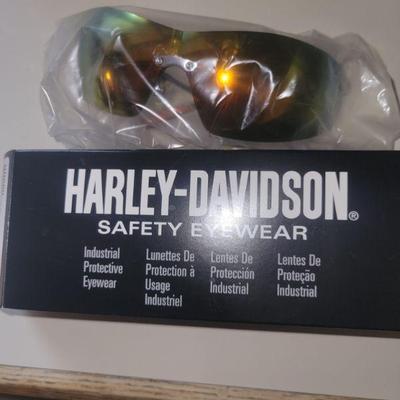 HARLEY-DAVIDSON®
SAFETY EYEWEAR
Industrial
Protective
Eyewear
Lunettes De
Protection à
Usage
Industriel
Lentes De
Protección
Industrial
Lentes De
Proteção
Industrial